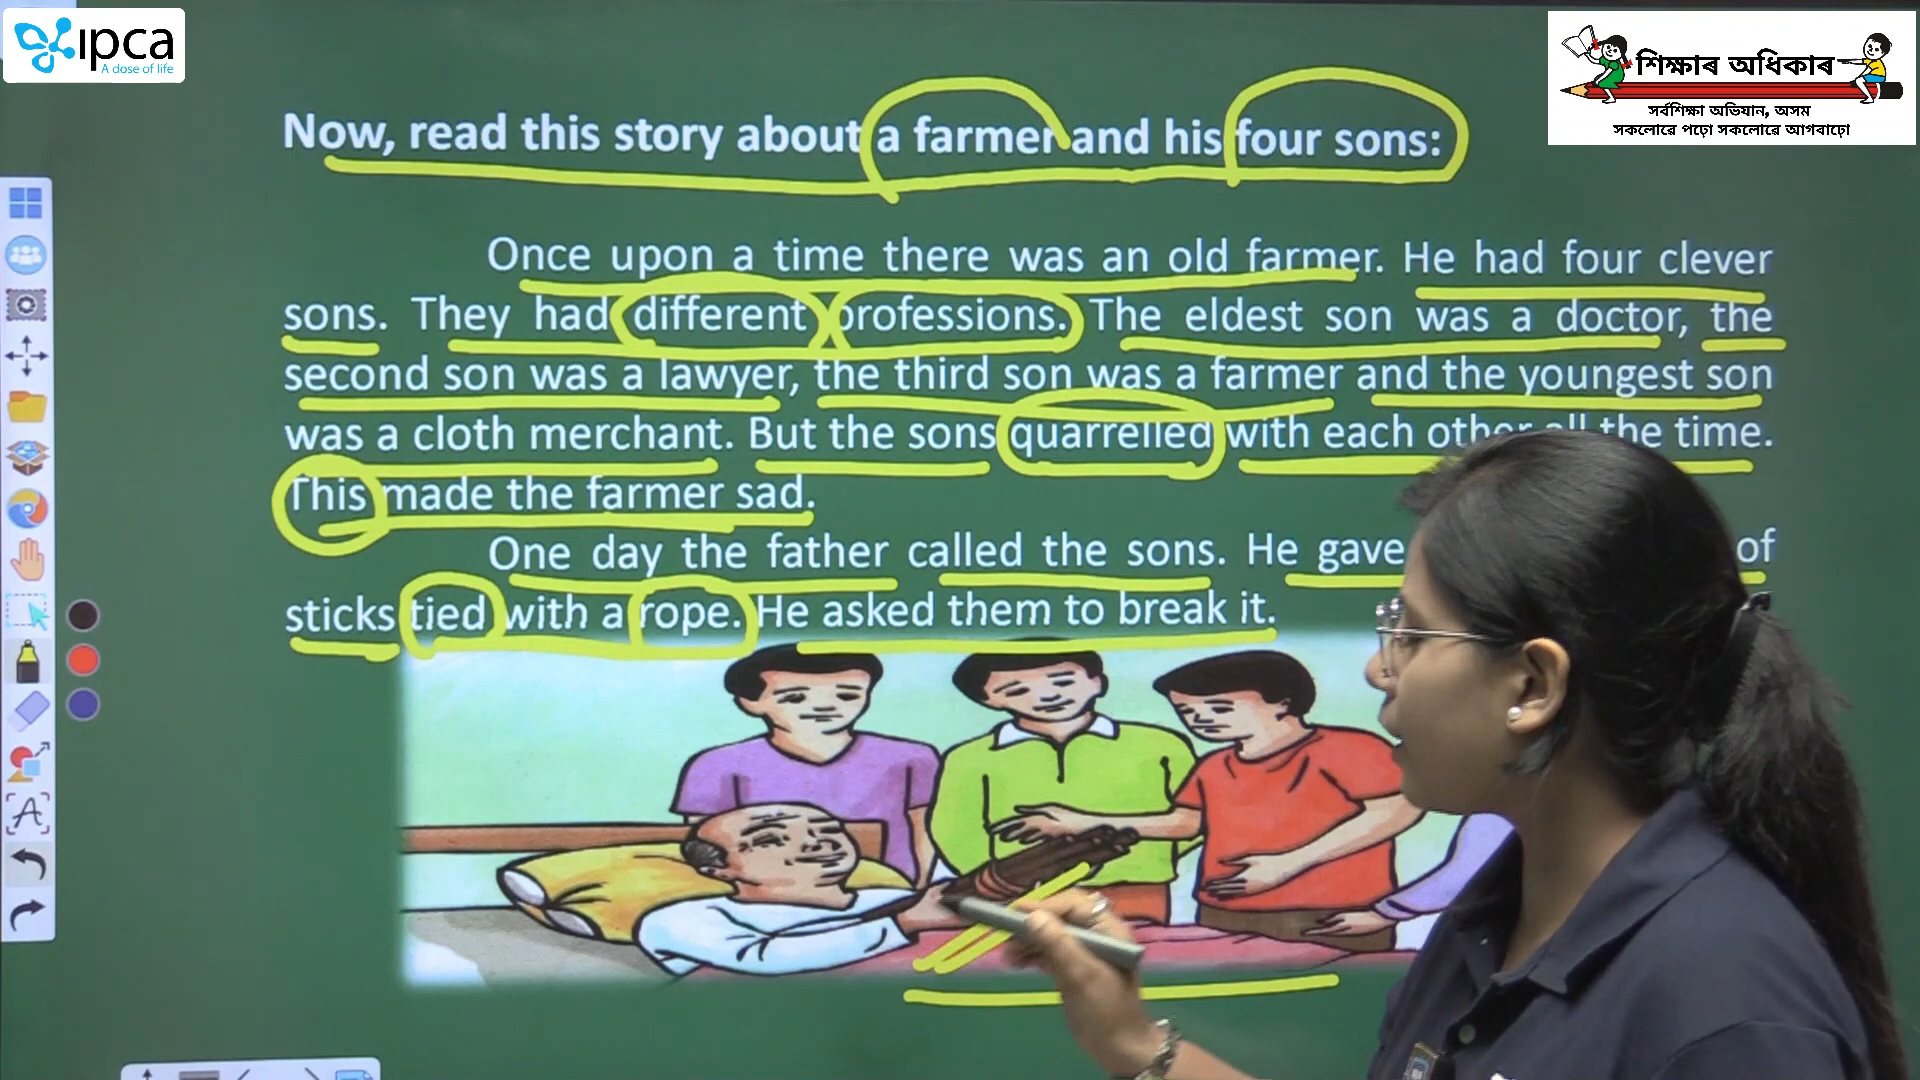 ipca
A dose of life
শিক্ষাৰ অধিকাৰ
সৰ্বশিক্ষা অভিযান, অসম
সকলোৱে পঢ়ো সকলোৱে আগবাঢ়ো
Now, read this story about a farmer and his four sons:
Once upon a time there was an old farmer. He had four clever
sons. They had different professions. The eldest son was a doctor, the
second son was a lawyer, the third son was a farmer and the youngest son
was a cloth merchant. But the sons quarrelled with each other all the time.
This made the farmer sad.
One day the father called the sons. He gave of
sticks tied with a rope. He asked them to break it.